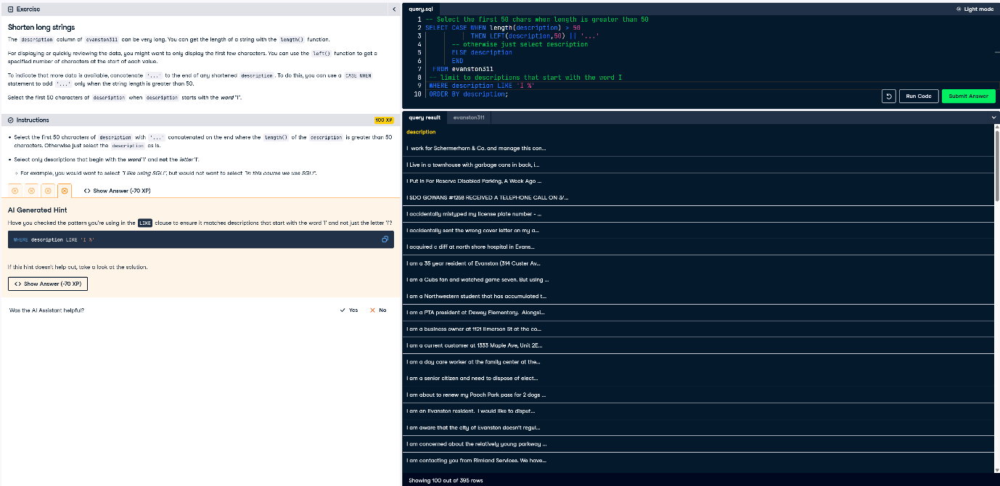 Exercise
Shorten long strings
The description column of evanston311 can be very long. You can get the length of a string with the length() function.
For displaying or quickly reviewing the data, you might want to only display the first few characters. You can use the left() function to get a
specified number of characters at the start of each value.
To indicate that more data is available, concatenate '...' to the end of any shortened description. To do this, you can use a CASE WHEN
statement to add '...' only when the string length is greater than 50.
Select the first 50 characters of description when description starts with the word "I".
Instructions
100 XP
• Select the first 50 characters of description with '...' concatenated on the end where the length() of the description is greater than 50
characters. Otherwise just select the description as is.
• Select only descriptions that begin with the word 'I' and not the letter 'I'.
○ For example, you would want to select "I like using SQL!", but would not want to select "In this course we use SQL!".
<> Show Answer (-70 XP)
AI Generated Hint
Have you checked the pattern you're using in the LIKE clause to ensure it matches descriptions that start with the word 'I' and not just the letter 'I'?
WHERE description LIKE 'I %'
If this hint doesn't help out, take a look at the solution.
<> Show Answer (-70 XP)
Was the AI Assistant helpful?
Yes
No
query.sql
Light mode
1 -- Select the first 50 chars when length is greater than 50
2 SELECT CASE WHEN length(description) > 50
3 THEN LEFT(description,50) || '...'
4 -- otherwise just select description
5 ELSE description
6 END
7 FROM evanston311
8 -- limit to descriptions that start with the word I
9 WHERE description LIKE 'I %'
10 ORDER BY description;
Run Code
Submit Answer
query result
evanston311
description
I  work for Schermerhorn & Co. and manage this con...
I Live in a townhouse with garbage cans in back, i...
I Put In For Reserve Disabled Parking, A Week Ago ...
I SDO GOWANS #1258 RECEIVED A TELEPHONE CALL ON 3/...
I accidentally mistyped my license plate number - ...
I accidentally sent the wrong cover letter on my a...
I acquired c diff at north shore hospital in Evans...
I am a 35 year resident of Evanston (314 Custer Av...
I am a Cubs fan and watched game seven. But using ...
I am a Northwestern student that has accumulated t...
I am a PTA president at Dewey Elementary.  Alongsi...
I am a business owner at 1121 Emerson St at the co...
I am a current customer at 1333 Maple Ave, Unit 2E...
I am a day care worker at the family center at the...
I am a senior citizen and need to dispose of elect...
I am about to renew my Pooch Park pass for 2 dogs ...
I am an Evanston resident.  I would like to disput...
I am aware that the city of Evanston doesn't regul...
I am concerned about the relatively young parkway ...
I am contacting you from Rimland Services. We have...
Showing 100 out of 395 rows